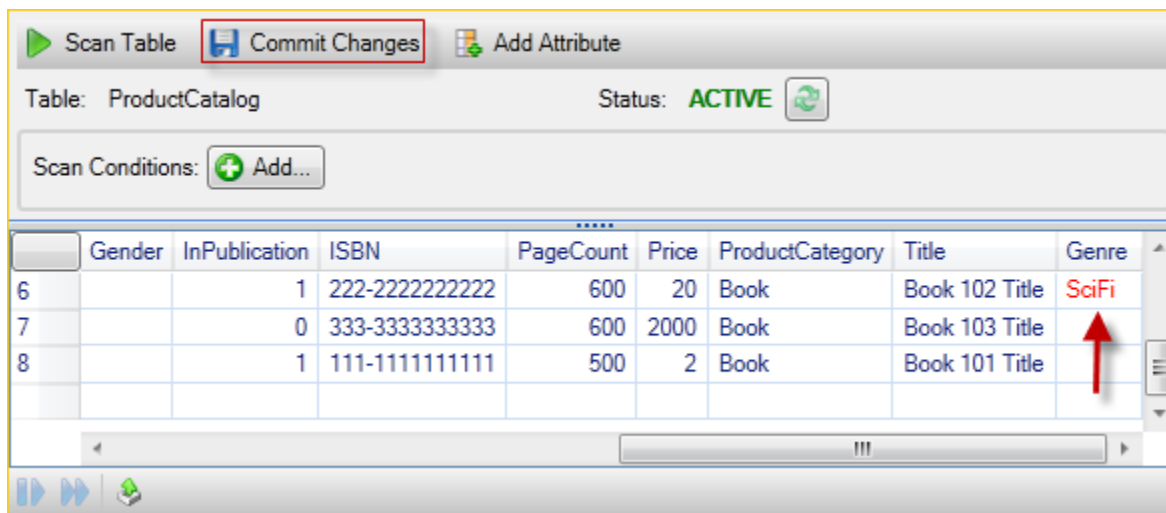 Scan Table Commit Changes Add Attribute
Table: ProductCatalog Status: ACTIVE
Scan Conditions: Add...
Gender InPublication ISBN PageCount Price ProductCategory Title Genre
6 1 222-2222222222 600 20 Book Book 102 Title SciFi
7 0 333-3333333333 600 2000 Book Book 103 Title
8 1 111-1111111111 500 2 Book Book 101 Title